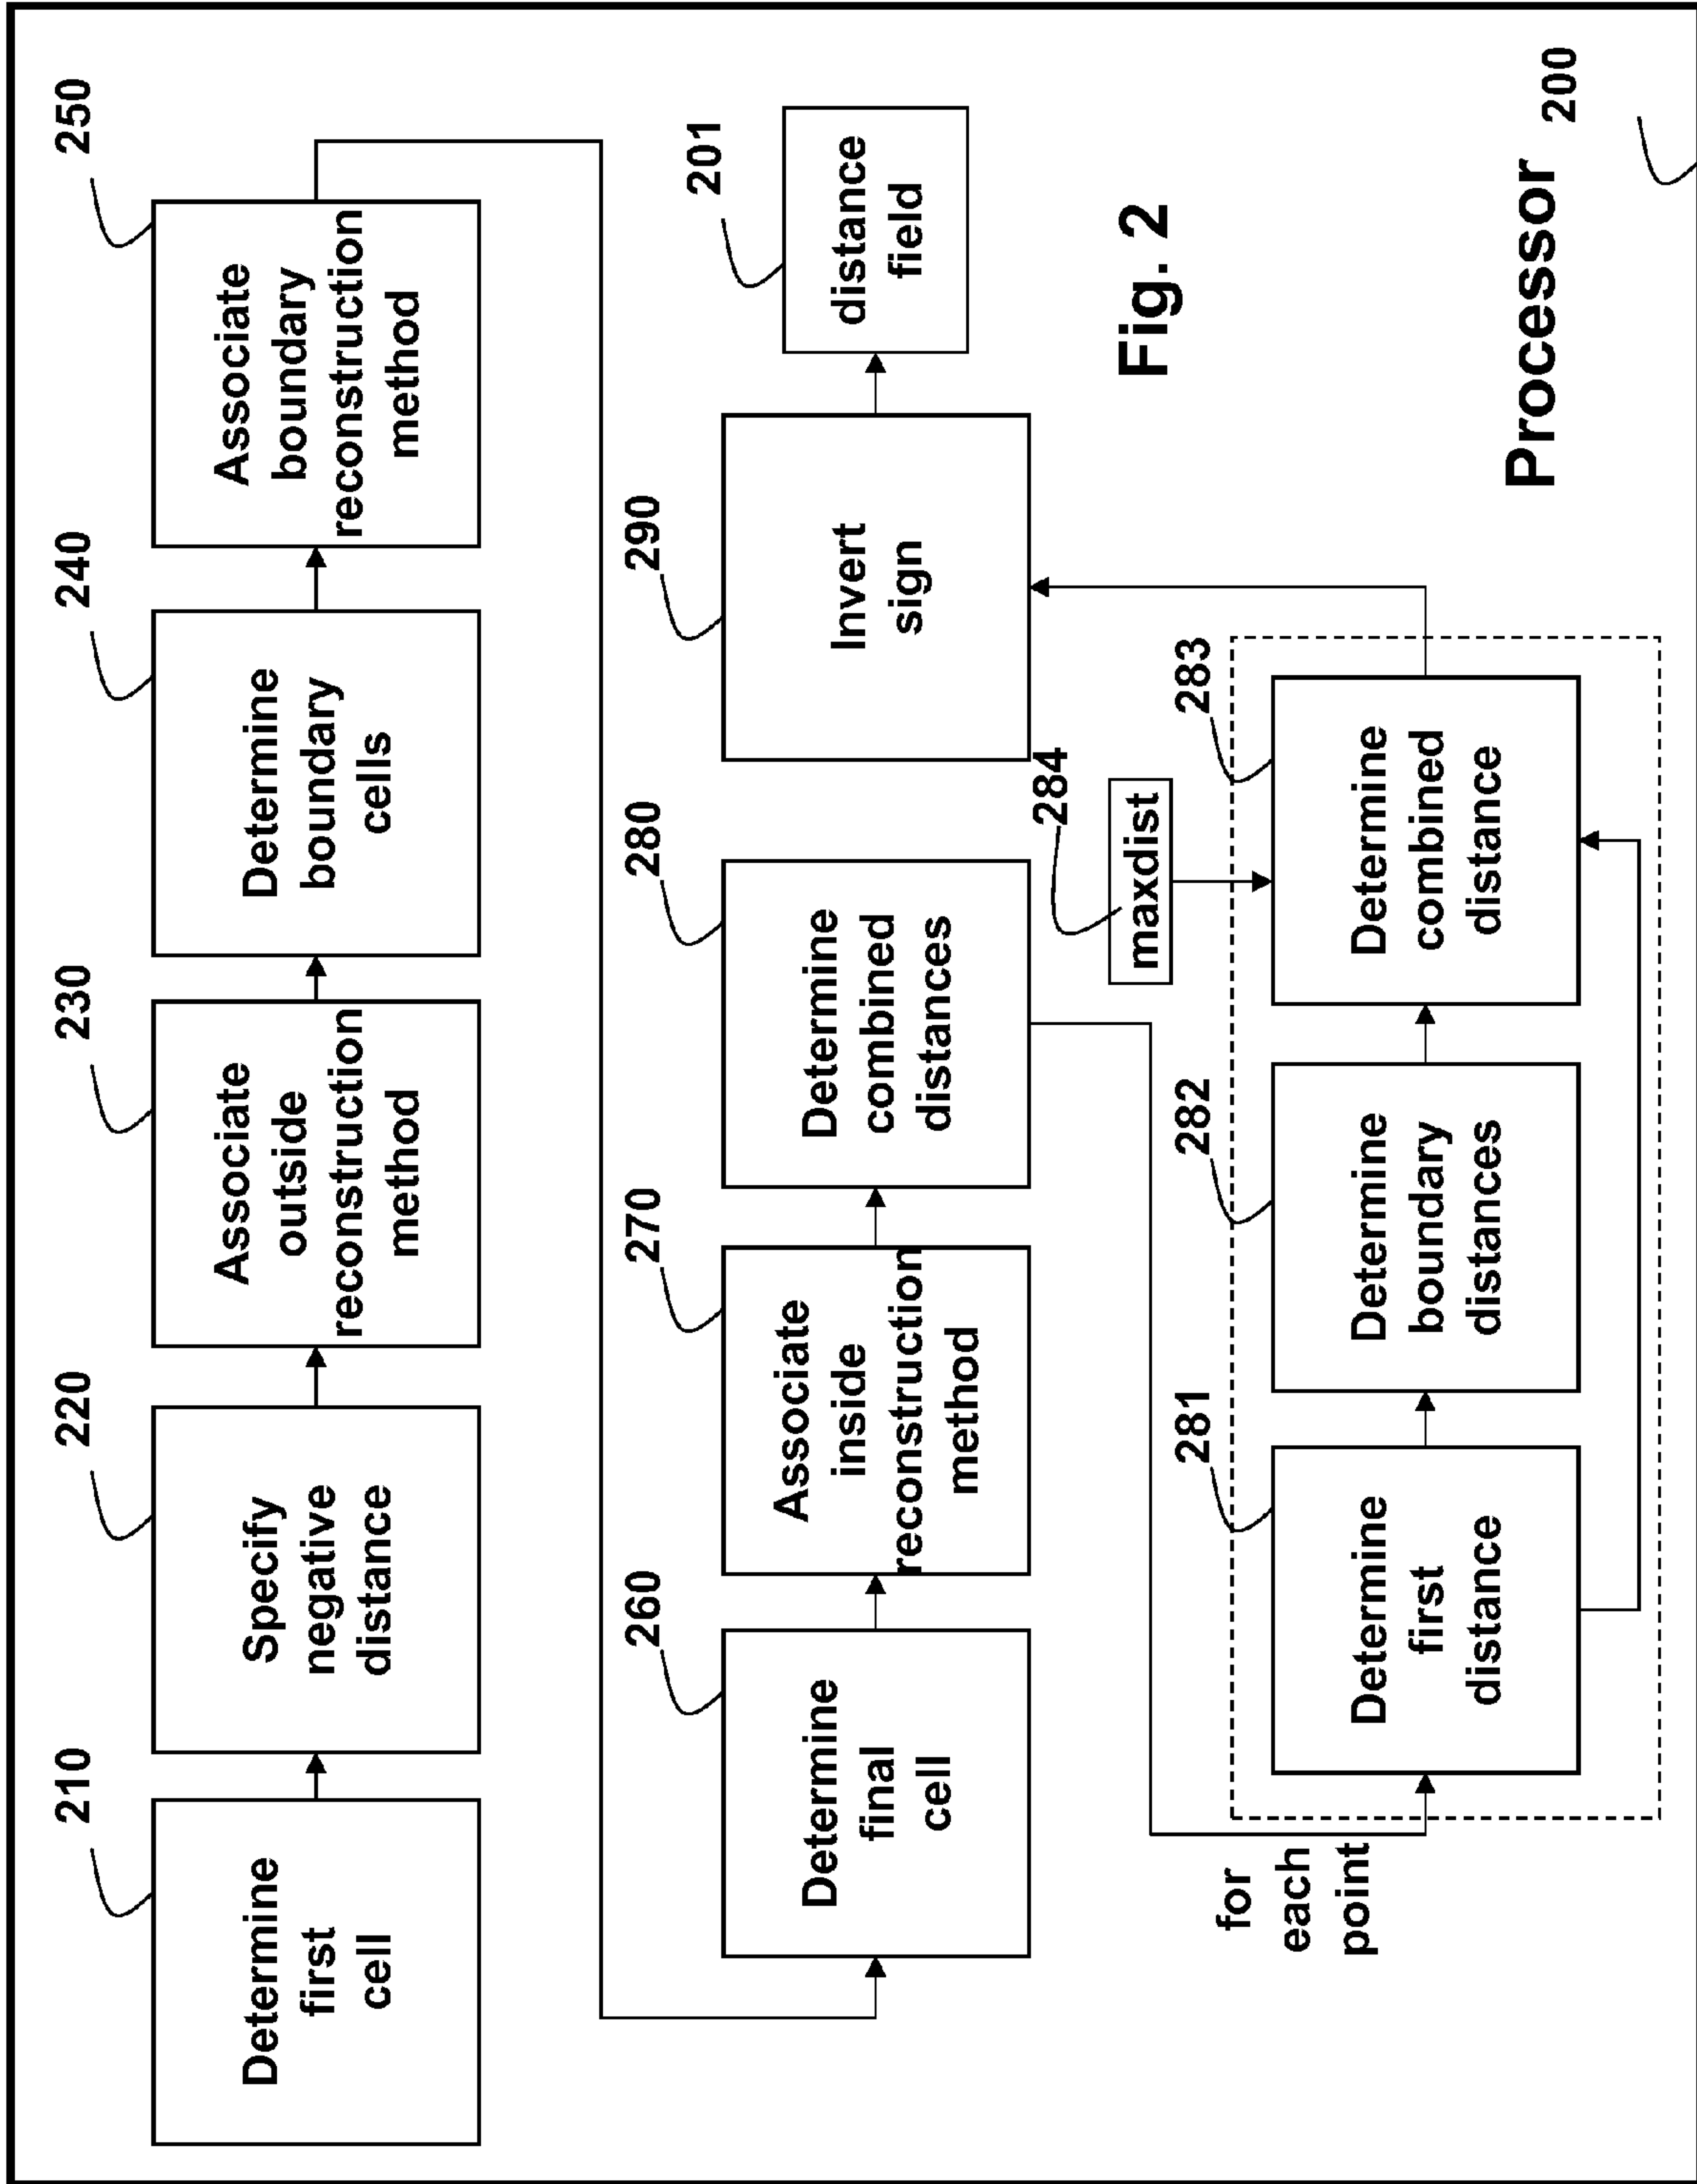 210
220
230
240
250
Determine
first
cell
Specify
negative
distance
Associate
outside
reconstruction
method
Determine
boundary
cells
Associate
boundary
reconstruction
method
260
270
280
290
201
Determine
final
cell
Associate
inside
reconstruction
method
Determine
combined
distances
Invert
sign
distance
field
284
maxdist
Fig. 2
for
each
point
281
282
283
Determine
first
distance
Determine
boundary
distances
Determine
combined
distance
Processor
200